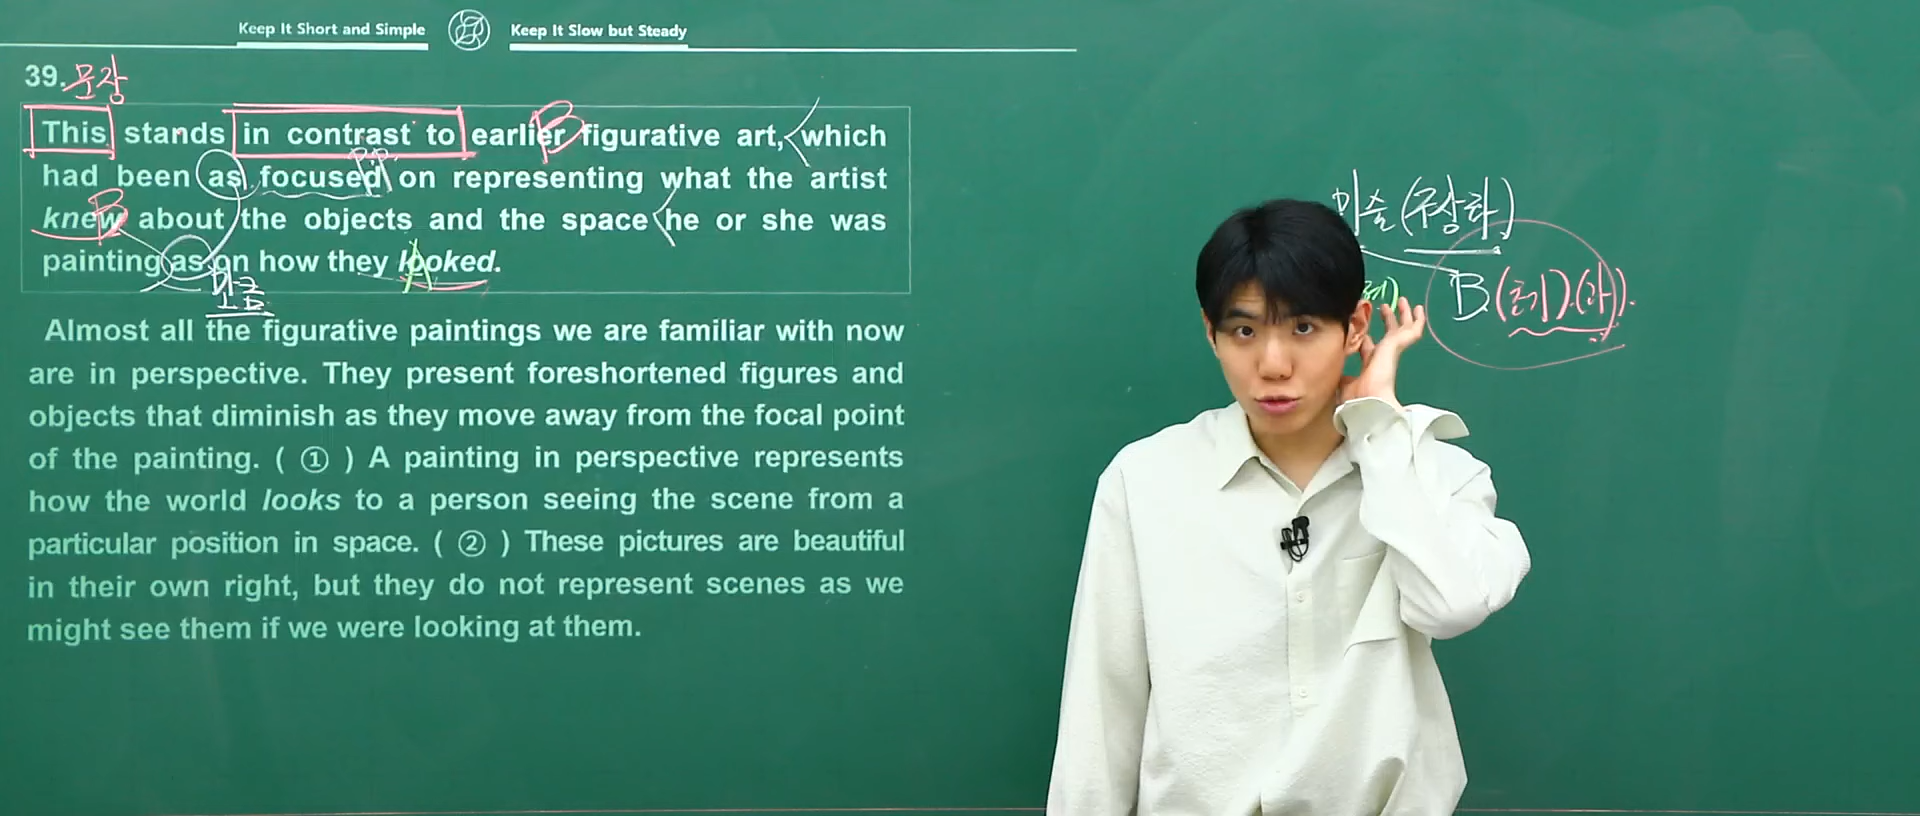 Keep It Short and Simple Keep It Slow but Steady
39. 문장
This stands in contrast to earlier figurative art, which
B
P.P.
had been as focused on representing what the artist
knew about the objects and the space he or she was
B
painting as on how they looked.
A
Almost all the figurative paintings we are familiar with now
are in perspective. They present foreshortened figures and
objects that diminish as they move away from the focal point
of the painting. ( ① ) A painting in perspective represents
how the world looks to a person seeing the scene from a
particular position in space. ( ② ) These pictures are beautiful
in their own right, but they do not represent scenes as we
might see them if we were looking at them.
미술 (구상화)
B (초기) (과).